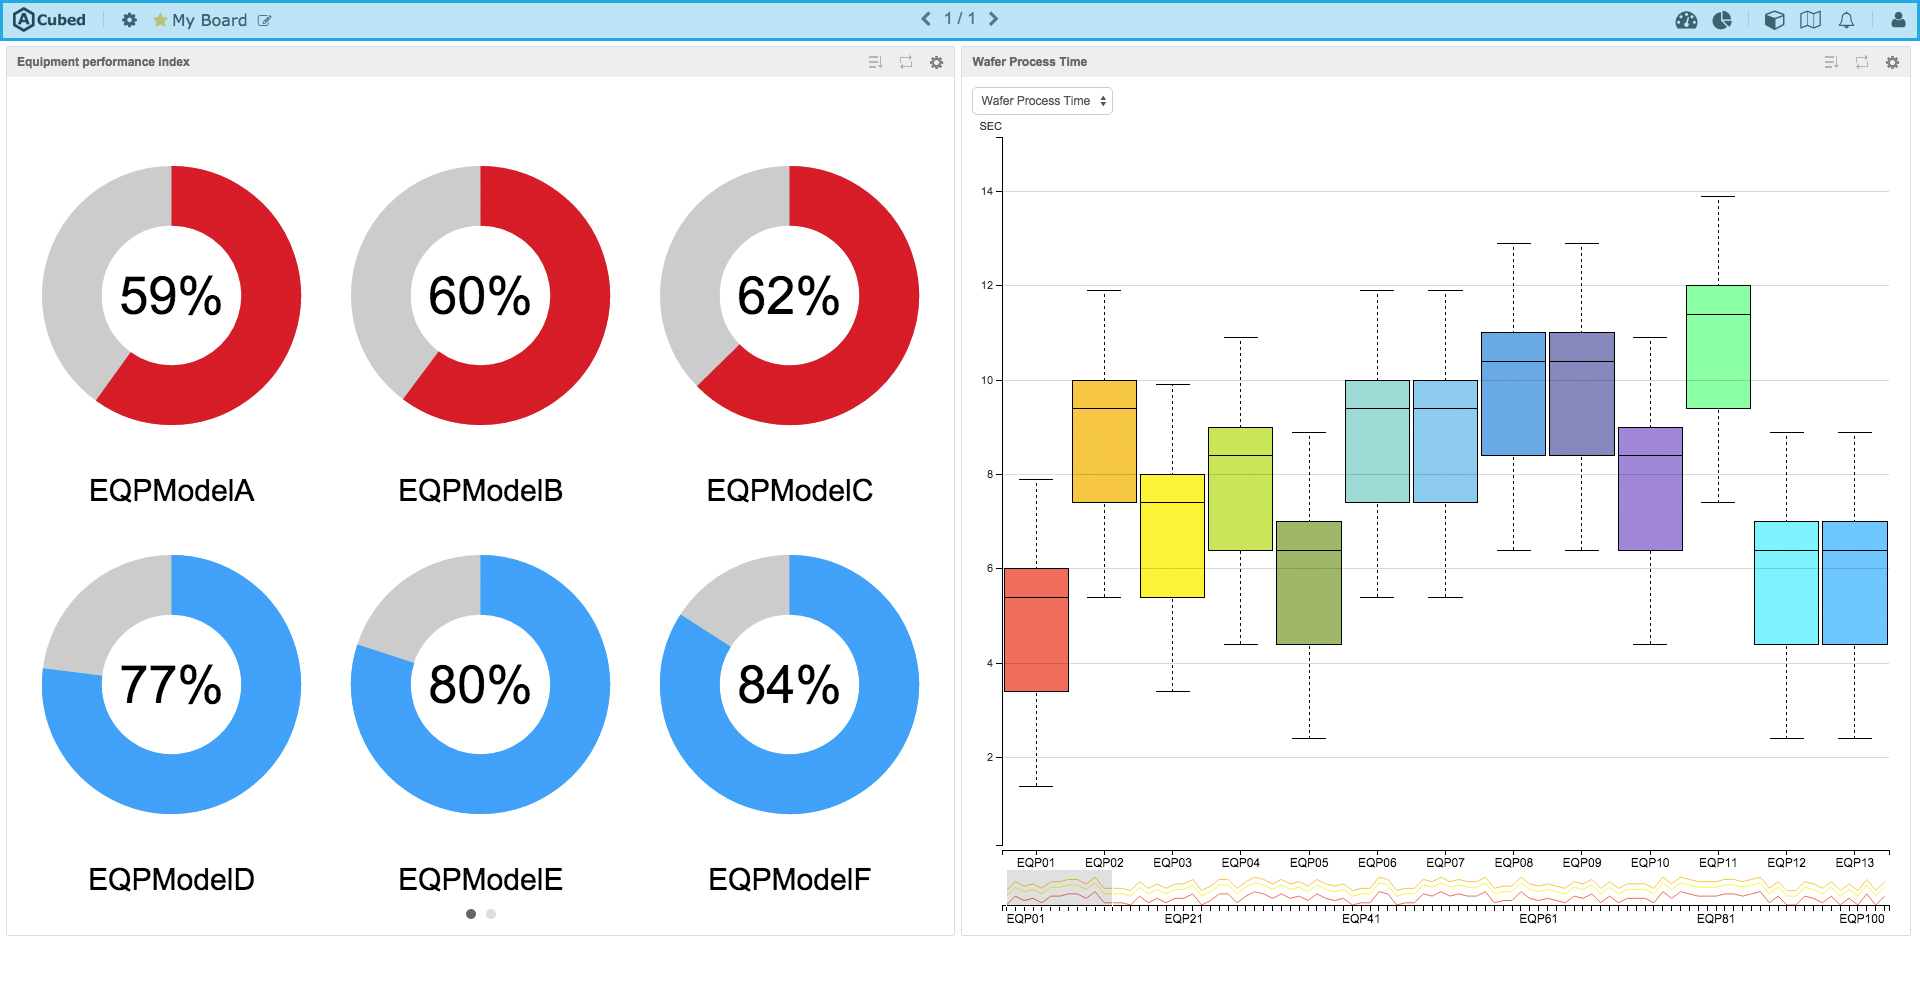 A Cubed My Board 1 / 1
Equipment performance index
59% 60% 62%
EQPModelA EQPModelB EQPModelC
77% 80% 84%
EQPModelD EQPModelE EQPModelF
Wafer Process Time
Wafer Process Time
SEC
14
12
10
8
6
4
2
EQP01 EQP02 EQP03 EQP04 EQP05 EQP06 EQP07 EQP08 EQP09 EQP10 EQP11 EQP12 EQP13
EQP01 EQP21 EQP41 EQP61 EQP81 EQP100